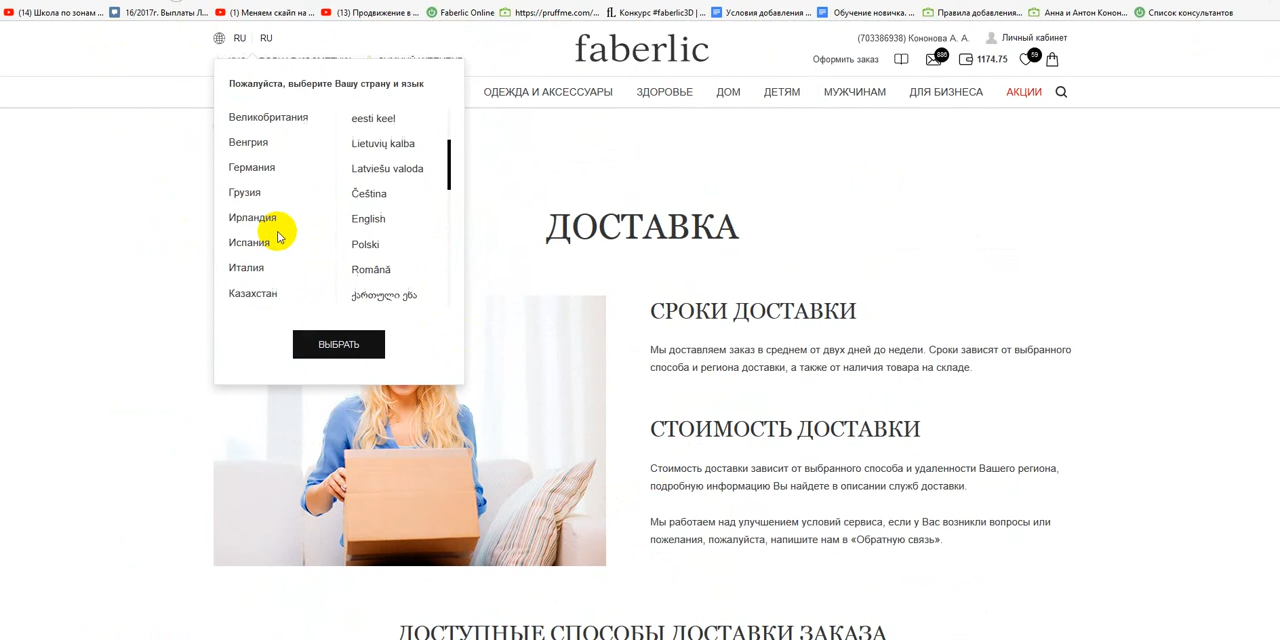 (14) Школа по зонам ...
16/2017г. Выплаты Л...
(1) Меняем скайп на ...
(13) Продвижение в ...
Faberlic Online
https://pruffme.com/...
Конкурс #faberlic3D | ...
Условия добавления ...
Обучение новичка. ...
Правила добавления...
Анна и Антон Конон...
Список консультантов
RU RU
faberlic
(703386938) Кононова А. А.
Личный кабинет
Оформить заказ
886
1174.75
ОДЕЖДА И АКСЕССУАРЫ
ЗДОРОВЬЕ
ДОМ
ДЕТЯМ
МУЖЧИНАМ
ДЛЯ БИЗНЕСА
АКЦИИ
Пожалуйста, выберите Вашу страну и язык
Великобритания
Венгрия
Германия
Грузия
Ирландия
Испания
Италия
Казахстан
eesti keel
Lietuvių kalba
Latviešu valoda
Čeština
English
Polski
Română
ქართული ენა
ВЫБРАТЬ
ДОСТАВКА
СРОКИ ДОСТАВКИ
Мы доставляем заказ в среднем от двух дней до недели. Сроки зависят от выбранного
способа и региона доставки, а также от наличия товара на складе.
СТОИМОСТЬ ДОСТАВКИ
Стоимость доставки зависит от выбранного способа и удаленности Вашего региона,
подробную информацию Вы найдете в описании служб доставки.
Мы работаем над улучшением условий сервиса, если у Вас возникли вопросы или
пожелания, пожалуйста, напишите нам в «Обратную связь».
ДОСТУПНЫЕ СПОСОБЫ ДОСТАВКИ ЗАКАЗА